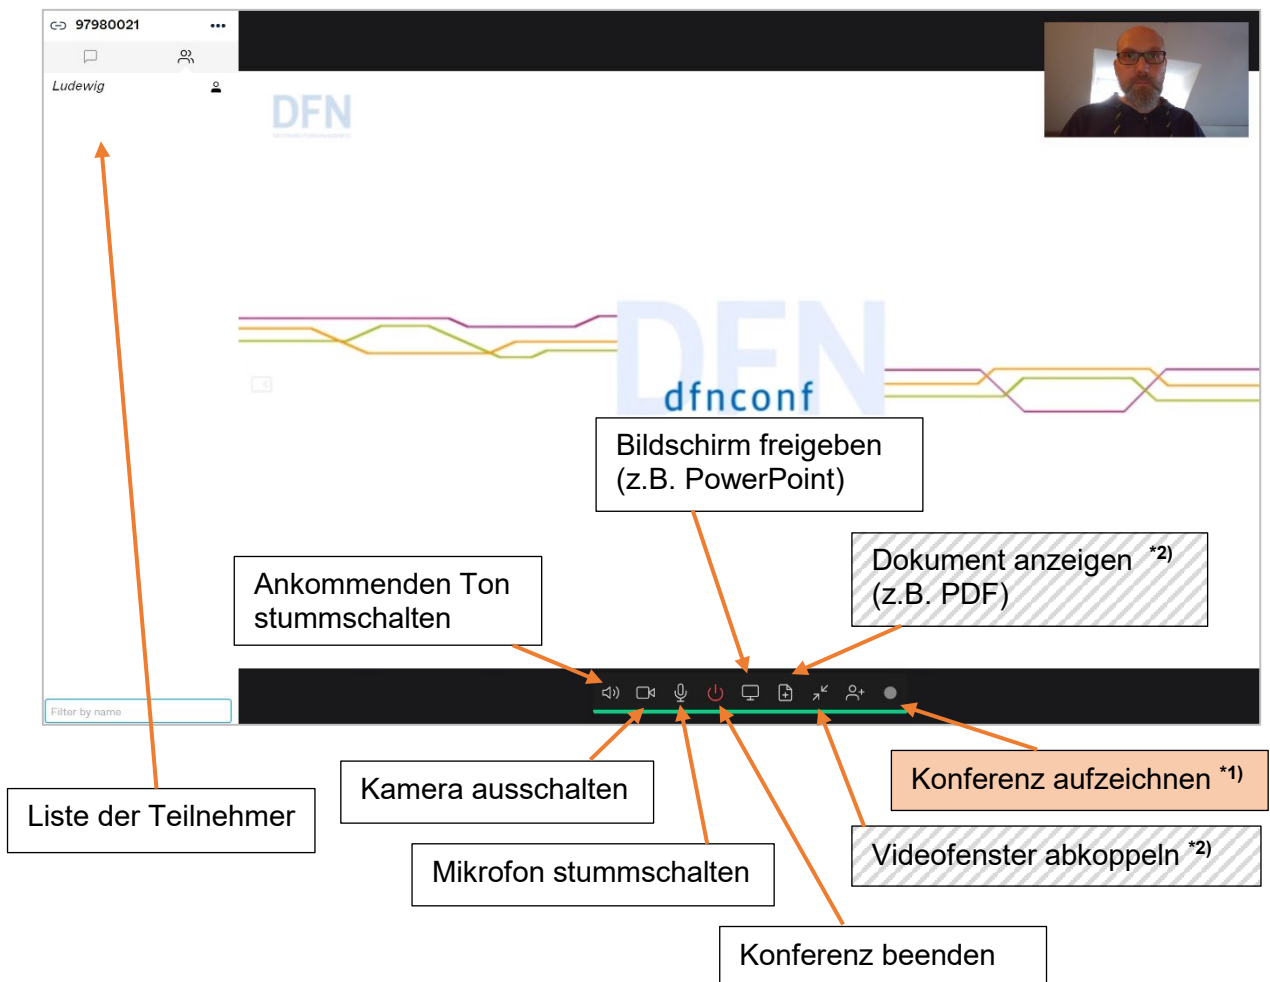 97980021
Ludewig
DFN
DFN
dfnconf
Bildschirm freigeben
(z.B. PowerPoint)
Dokument anzeigen *2)
(z.B. PDF)
Ankommenden Ton
stummschalten
Filter by name
Kamera ausschalten
Konferenz aufzeichnen *1)
Liste der Teilnehmer
Videofenster abkoppeln *2)
Mikrofon stummschalten
Konferenz beenden